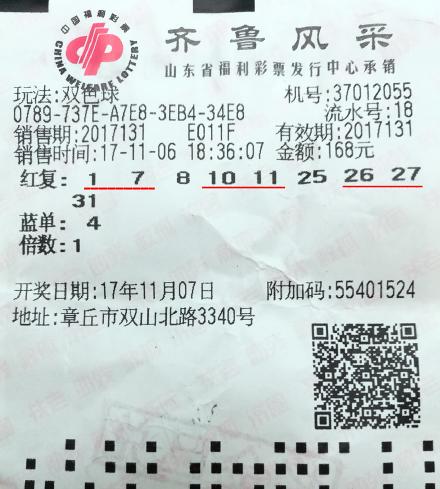 中国福利彩票
CHINA WELFARE LOTTERY
齐鲁风采
山东省福利彩票发行中心承销
玩法:双色球 机号:37012055
0789-737E-A7E8-3EB4-34E8 流水号:18
销售期:2017131 E011F 有效期:2017131
销售时间:17-11-06 18:36:07 金额:168元
红复: 1 7 8 10 11 25 26 27
31
蓝单: 4
倍数:1
开奖日期:17年11月07日 附加码:55401524
地址:章丘市双山北路3340号